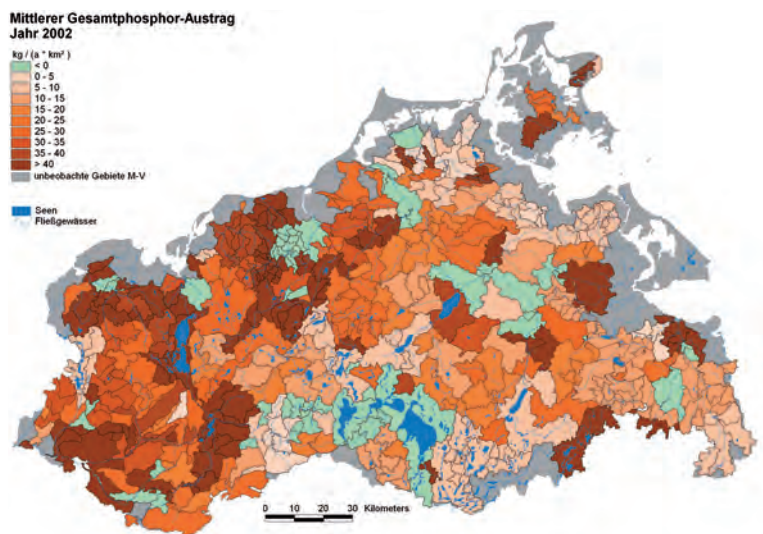 Mittlerer Gesamtphosphor-Austrag
Jahr 2002
kg / (a * km² )
< 0
0 - 5
5 - 10
10 - 15
15 - 20
20 - 25
25 - 30
30 - 35
35 - 40
> 40
unbeobachte Gebiete M-V
Seen
Fließgewässer
0 10 20 30 Kilometers